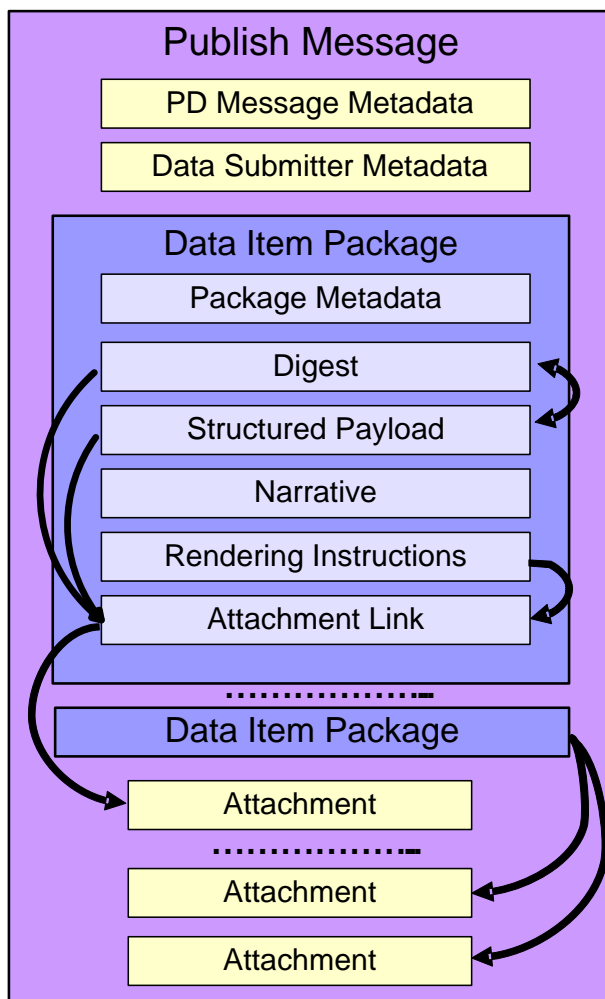 Publish Message
PD Message Metadata
Data Submitter Metadata
Data Item Package
Package Metadata
Digest
Structured Payload
Narrative
Rendering Instructions
Attachment Link
Data Item Package
Attachment
Attachment
Attachment